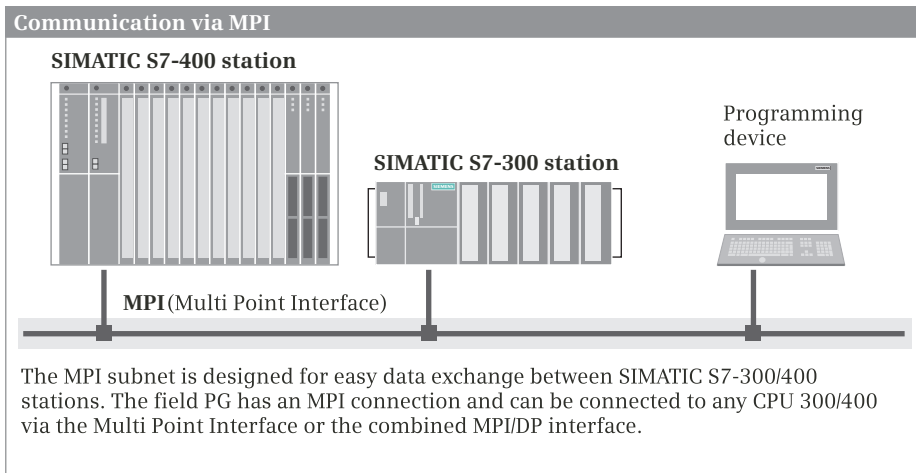 Communication via MPI
SIMATIC S7-400 station
Programming
device
SIMATIC S7-300 station
SIEMENS
MPI (Multi Point Interface)
The MPI subnet is designed for easy data exchange between SIMATIC S7-300/400
stations. The field PG has an MPI connection and can be connected to any CPU 300/400
via the Multi Point Interface or the combined MPI/DP interface.